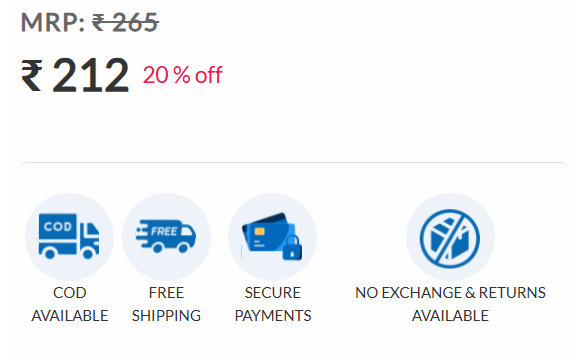 MRP: ₹ 265
₹ 212 20 % off
COD
FREE
COD
AVAILABLE
FREE
SHIPPING
SECURE
PAYMENTS
NO EXCHANGE & RETURNS
AVAILABLE